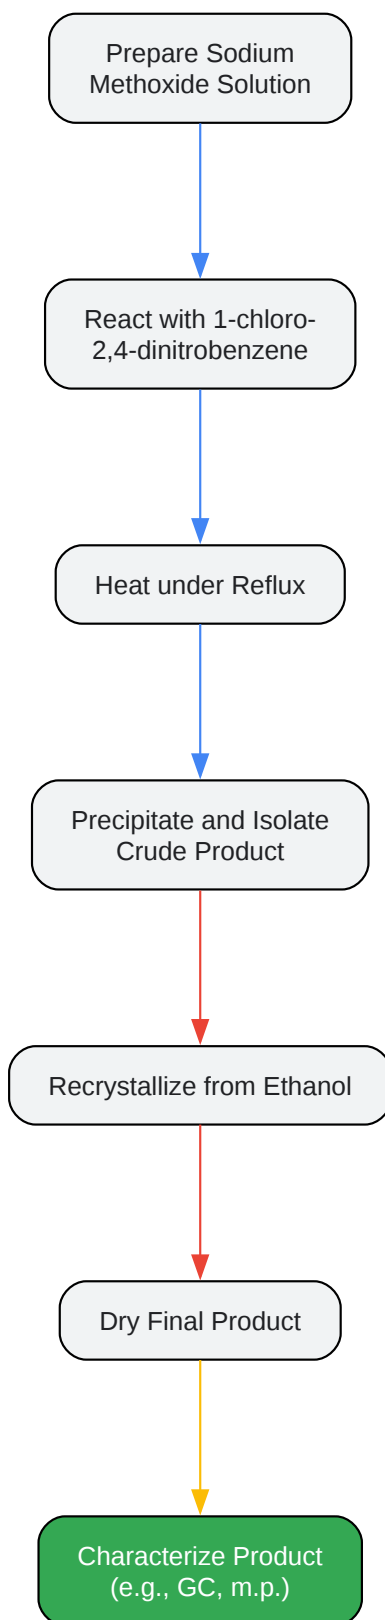 Prepare Sodium
Methoxide Solution
React with 1-chloro-
2,4-dinitrobenzene
Heat under Reflux
Precipitate and Isolate
Crude Product
Recrystallize from Ethanol
Dry Final Product
Characterize Product
(e.g., GC, m.p.)